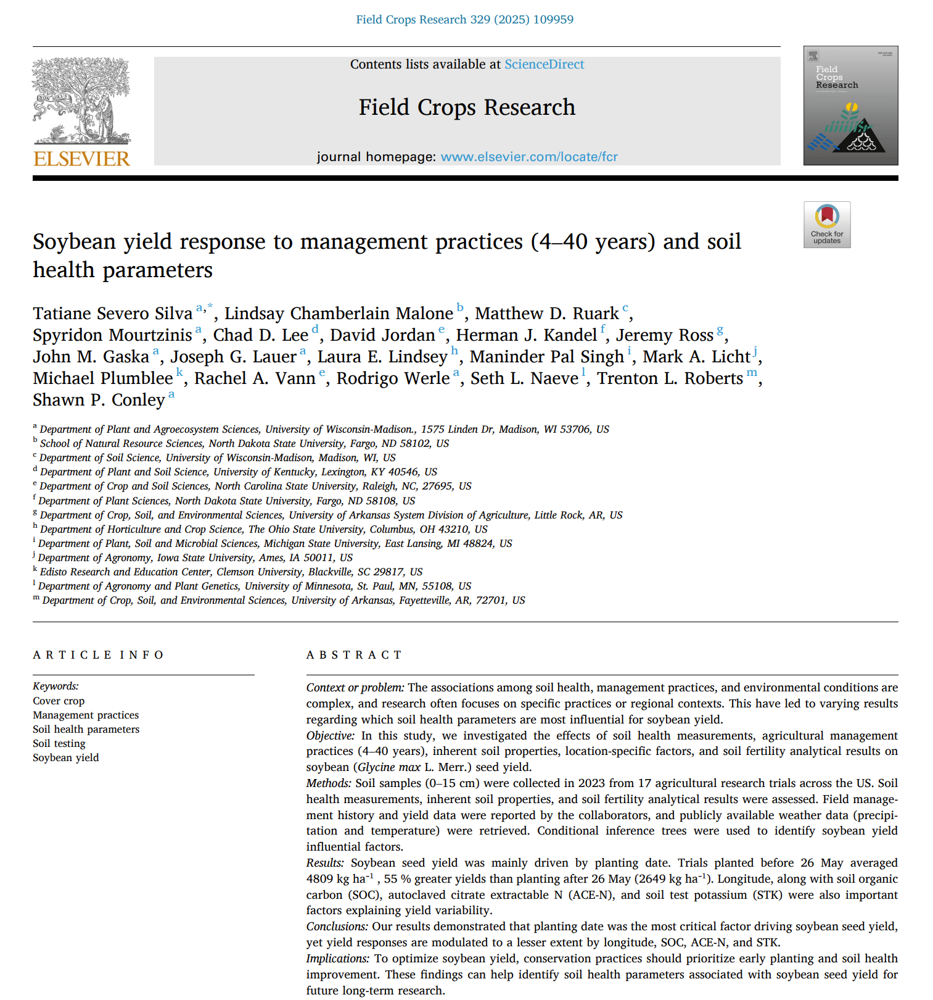 Field Crops Research 329 (2025) 109959
Contents lists available at ScienceDirect
Field Crops Research
journal homepage: www.elsevier.com/locate/fcr
NON SOLUS
ELSEVIER
Field
Crops
Research
Check for
updates
Soybean yield response to management practices (4–40 years) and soil
health parameters
Tatiane Severo Silva a,*, Lindsay Chamberlain Malone b, Matthew D. Ruark c,
Spyridon Mourtzinis a, Chad D. Lee d, David Jordan e, Herman J. Kandel f, Jeremy Ross g,
John M. Gaska a, Joseph G. Lauer a, Laura E. Lindsey h, Maninder Pal Singh i, Mark A. Licht j,
Michael Plumblee k, Rachel A. Vann e, Rodrigo Werle a, Seth L. Naeve l, Trenton L. Roberts m,
Shawn P. Conley a
a Department of Plant and Agroecosystem Sciences, University of Wisconsin-Madison., 1575 Linden Dr, Madison, WI 53706, US
b School of Natural Resource Sciences, North Dakota State University, Fargo, ND 58102, US
c Department of Soil Science, University of Wisconsin-Madison, Madison, WI, US
d Department of Plant and Soil Science, University of Kentucky, Lexington, KY 40546, US
e Department of Crop and Soil Sciences, North Carolina State University, Raleigh, NC, 27695, US
f Department of Plant Sciences, North Dakota State University, Fargo, ND 58108, US
g Department of Crop, Soil, and Environmental Sciences, University of Arkansas System Division of Agriculture, Little Rock, AR, US
h Department of Horticulture and Crop Science, The Ohio State University, Columbus, OH 43210, US
i Department of Plant, Soil and Microbial Sciences, Michigan State University, East Lansing, MI 48824, US
j Department of Agronomy, Iowa State University, Ames, IA 50011, US
k Edisto Research and Education Center, Clemson University, Blackville, SC 29817, US
l Department of Agronomy and Plant Genetics, University of Minnesota, St. Paul, MN, 55108, US
m Department of Crop, Soil, and Environmental Sciences, University of Arkansas, Fayetteville, AR, 72701, US
ARTICLE INFO
Keywords:
Cover crop
Management practices
Soil health parameters
Soil testing
Soybean yield
ABSTRACT
Context or problem: The associations among soil health, management practices, and environmental conditions are
complex, and research often focuses on specific practices or regional contexts. This have led to varying results
regarding which soil health parameters are most influential for soybean yield.
Objective: In this study, we investigated the effects of soil health measurements, agricultural management
practices (4–40 years), inherent soil properties, location-specific factors, and soil fertility analytical results on
soybean (Glycine max L. Merr.) seed yield.
Methods: Soil samples (0–15 cm) were collected in 2023 from 17 agricultural research trials across the US. Soil
health measurements, inherent soil properties, and soil fertility analytical results were assessed. Field manage-
ment history and yield data were reported by the collaborators, and publicly available weather data (precipi-
tation and temperature) were retrieved. Conditional inference trees were used to identify soybean yield
influential factors.
Results: Soybean seed yield was mainly driven by planting date. Trials planted before 26 May averaged
4809 kg ha⁻¹ , 55 % greater yields than planting after 26 May (2649 kg ha⁻¹). Longitude, along with soil organic
carbon (SOC), autoclaved citrate extractable N (ACE-N), and soil test potassium (STK) were also important
factors explaining yield variability.
Conclusions: Our results demonstrated that planting date was the most critical factor driving soybean seed yield,
yet yield responses are modulated to a lesser extent by longitude, SOC, ACE-N, and STK.
Implications: To optimize soybean yield, conservation practices should prioritize early planting and soil health
improvement. These findings can help identify soil health parameters associated with soybean seed yield for
future long-term research.